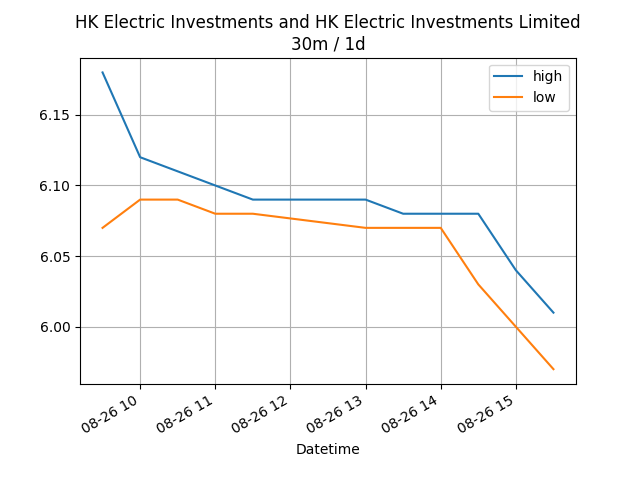 HK Electric Investments and HK Electric Investments Limited
30m / 1d
high
low
6.15
6.10
6.05
6.00
08-26 10
08-26 11
08-26 12
08-26 13
08-26 14
08-26 15
Datetime